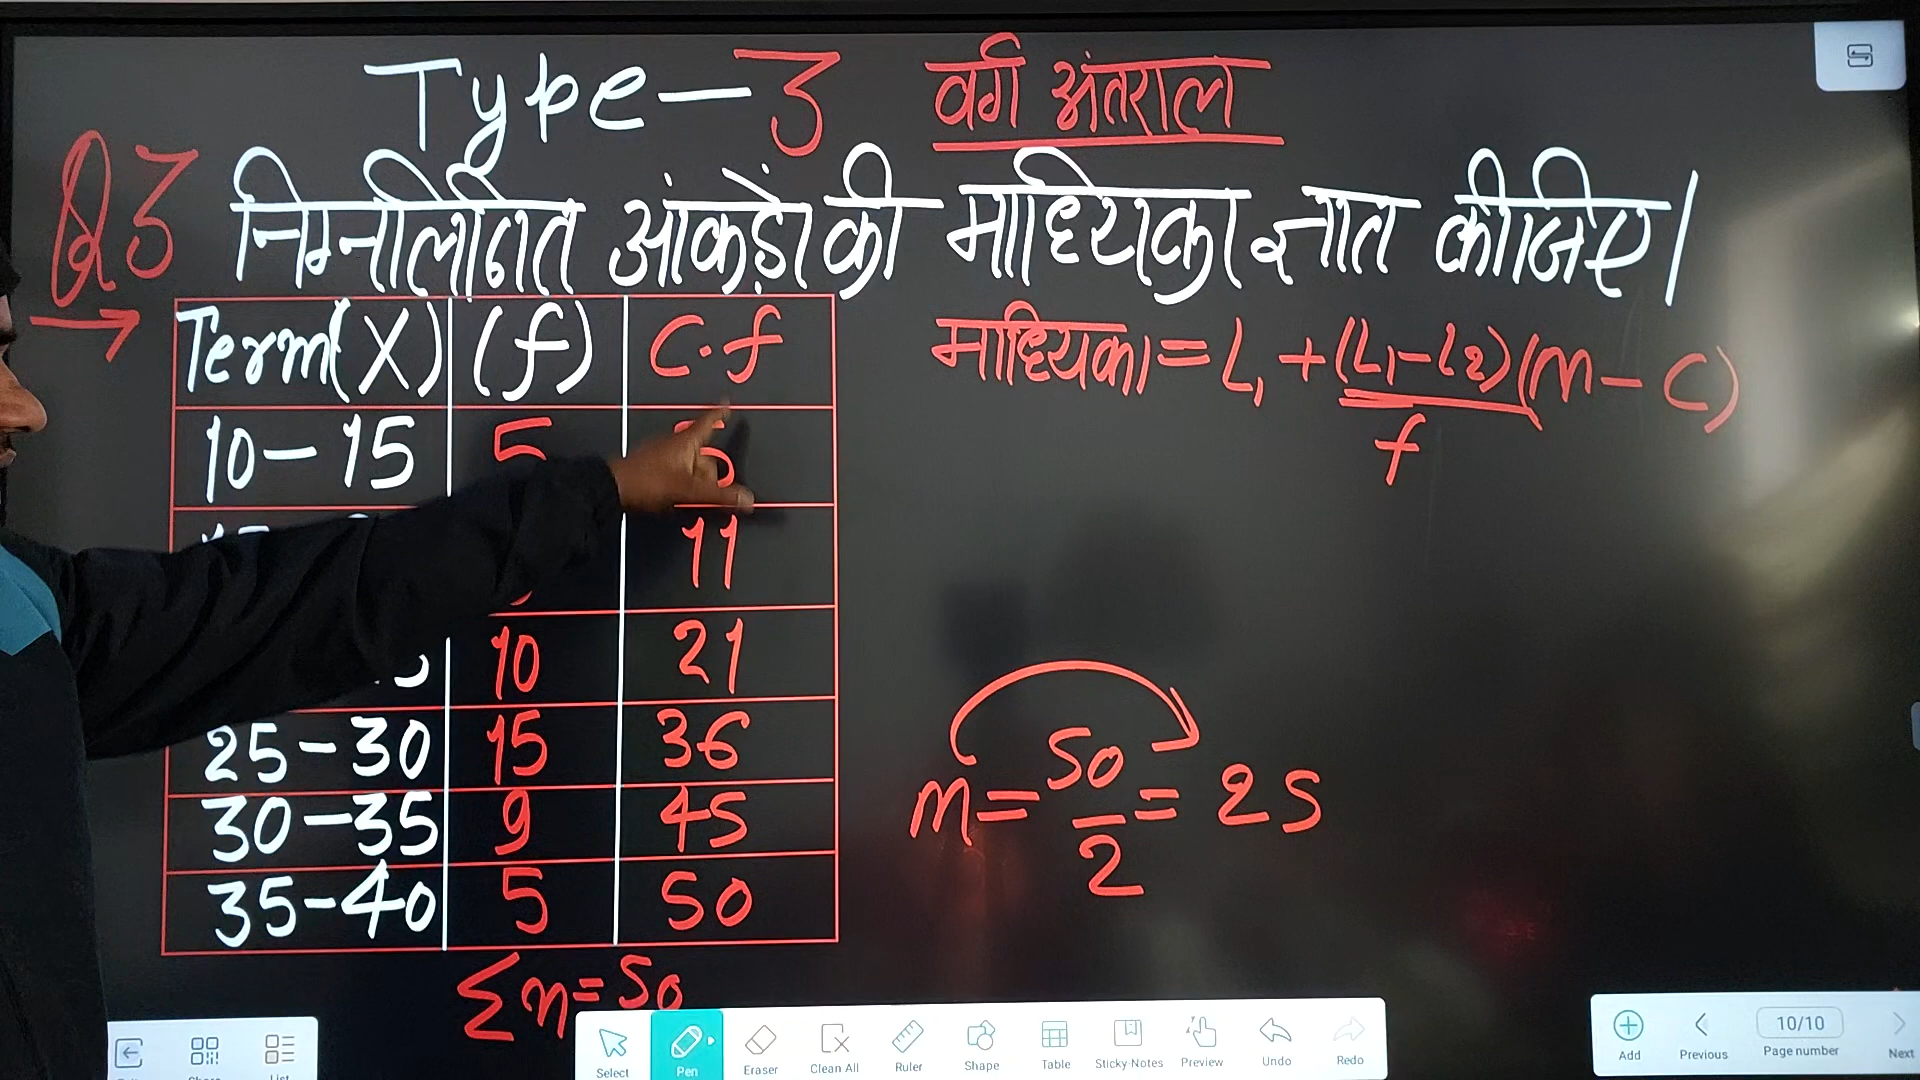 Type-3 वर्ग अंतराल
Q3 निम्नलिखित आंकड़ों की माध्यिका ज्ञात कीजिए।
Term(X) (f) C.f
माध्यिका = L1 + (L1-L2)(m-C)
f
10-15 5 5
11
10 21
25-30 15 36
30-35 9 45
35-40 5 50
m = 50/2 = 25
Σn=50
Select Pen Eraser Clean All Ruler Shape Table Sticky Notes Preview Undo Redo
Add Previous 10/10 Page number Next